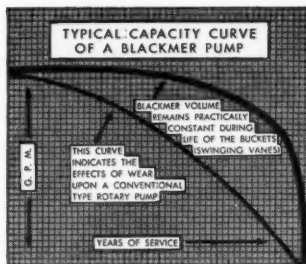 TYPICAL CAPACITY CURVE
OF A BLACKMER PUMP
BLACKMER VOLUME
REMAINS PRACTICALLY
CONSTANT DURING
LIFE OF THE BUCKETS
(SWINGING VANES)
THIS CURVE
INDICATES THE
EFFECTS OF WEAR
UPON A CONVENTIONAL
TYPE ROTARY PUMP
G. P. M.
YEARS OF SERVICE